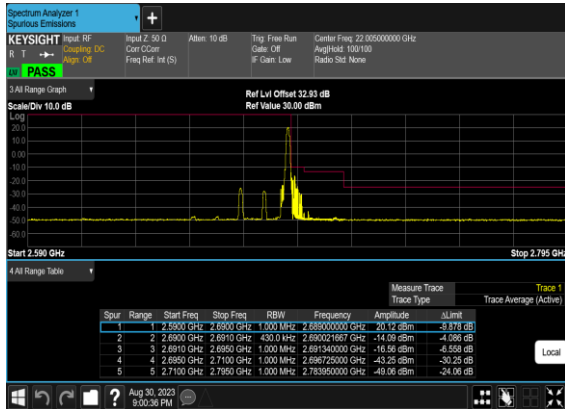 Spectrum Analyzer 1
Spurious Emissions
KEYSIGHT Input: RF Input Z: 50 Ω Atten: 10 dB Trig: Free Run Center Freq: 22.005000000 GHz
R T Coupling: DC Corr CCorr Gate: Off Avg|Hold: 100/100
Align: Off Freq Ref: Int (S) IF Gain: Low Radio Std: None
PASS
3 All Range Graph
Ref Lvl Offset 32.93 dB
Scale/Div 10.0 dB Ref Value 30.00 dBm
Log
20.0
10.0
0.00
-10.0
-20.0
-30.0
-40.0
-50.0
-60.0
Start 2.590 GHz Stop 2.795 GHz
4 All Range Table
Measure Trace Trace 1
Trace Type Trace Average (Active)
Spur Range Start Freq Stop Freq RBW Frequency Amplitude ΔLimit
1 1 2.5900 GHz 2.6900 GHz 1.000 MHz 2.689000000 GHz 20.12 dBm -9.878 dB
2 2 2.6900 GHz 2.6910 GHz 430.0 kHz 2.690021667 GHz -14.09 dBm -4.086 dB
3 3 2.6910 GHz 2.6950 GHz 1.000 MHz 2.691340000 GHz -16.56 dBm -6.558 dB
4 4 2.6950 GHz 2.7100 GHz 1.000 MHz 2.696725000 GHz -43.25 dBm -30.25 dB
5 5 2.7100 GHz 2.7950 GHz 1.000 MHz 2.783950000 GHz -49.06 dBm -24.06 dB
Local
Aug 30, 2023
9:00:36 PM